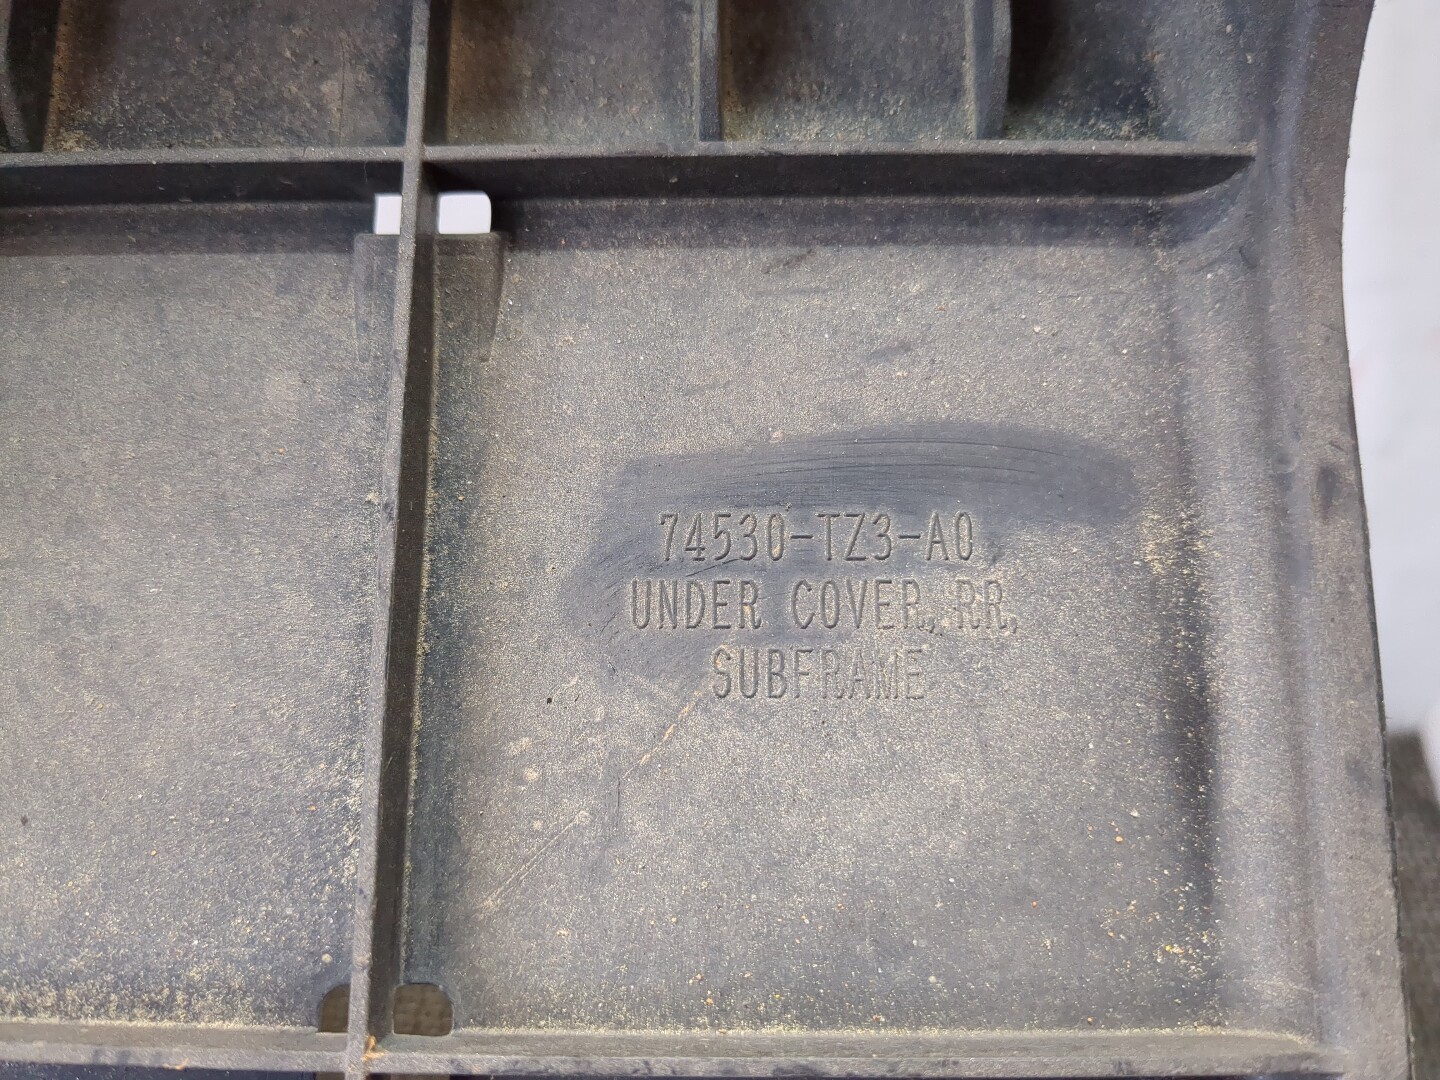 74530-TZ3-A0
UNDER COVER, RR,
SUBFRAME